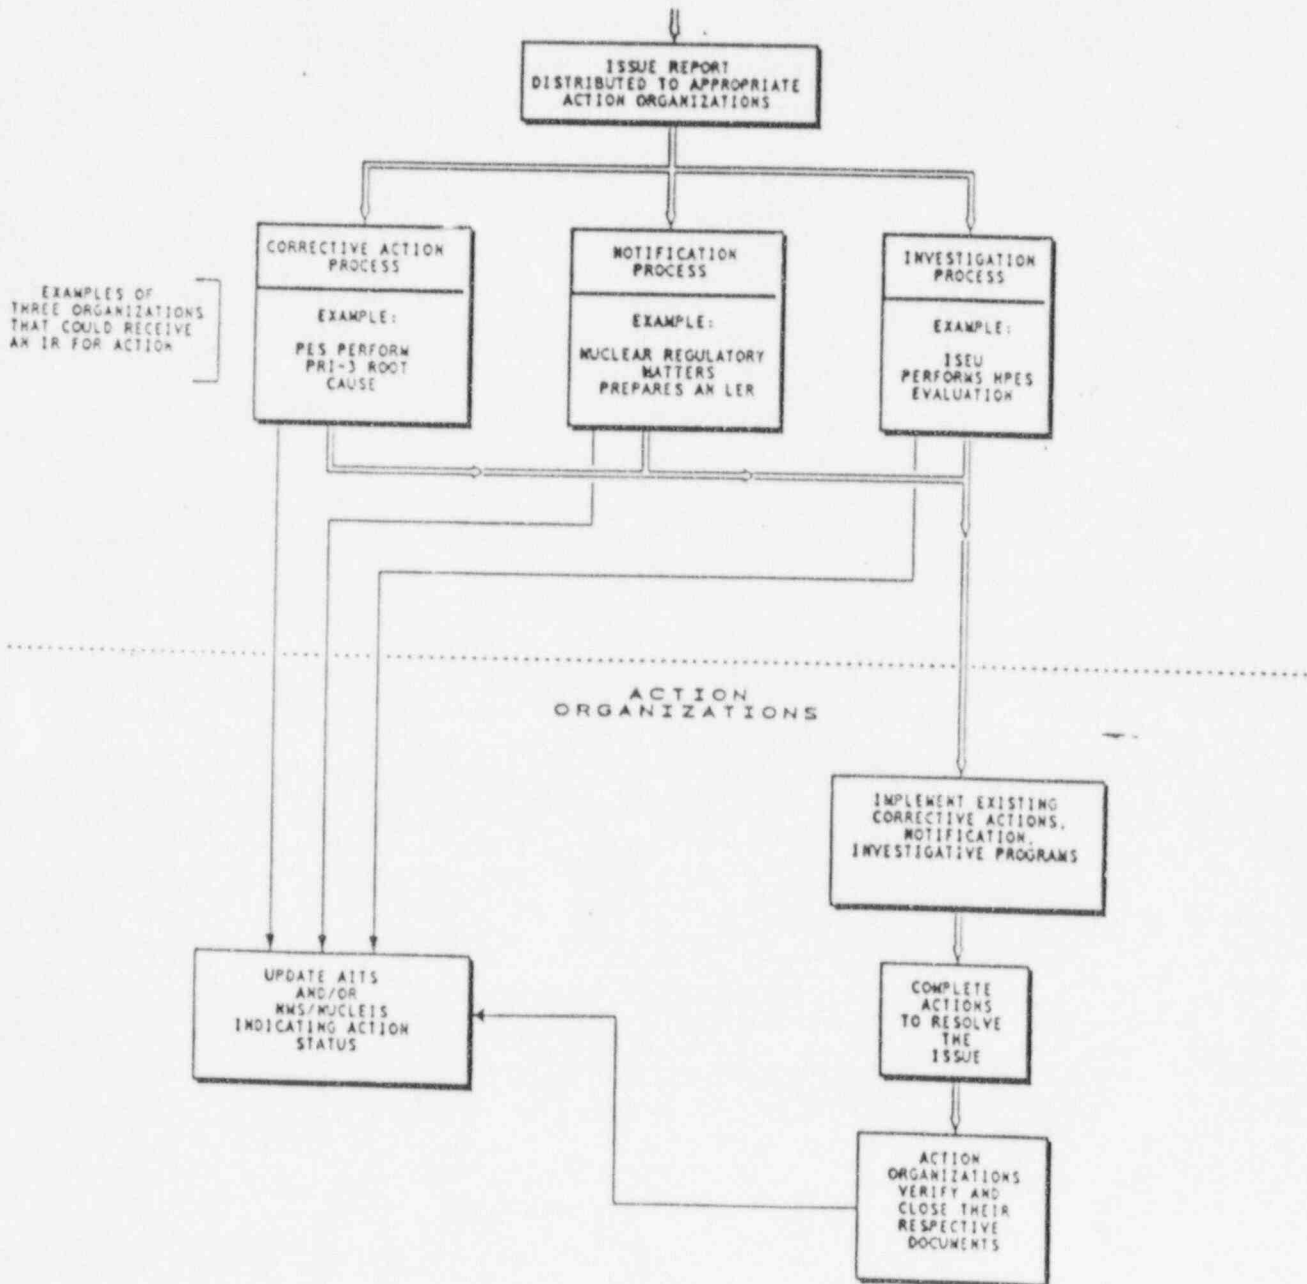 ISSUE REPORT
DISTRIBUTED TO APPROPRIATE
ACTION ORGANIZATIONS
EXAMPLES OF
THREE ORGANIZATIONS
THAT COULD RECEIVE
AN IR FOR ACTION
CORRECTIVE ACTION
PROCESS
EXAMPLE:
PES PERFORM
PRI-3 ROOT
CAUSE
NOTIFICATION
PROCESS
EXAMPLE:
NUCLEAR REGULATORY
MATTERS
PREPARES AN LER
INVESTIGATION
PROCESS
EXAMPLE:
ISEU
PERFORMS HPES
EVALUATION
ACTION
ORGANIZATIONS
IMPLEMENT EXISTING
CORRECTIVE ACTIONS,
NOTIFICATION,
INVESTIGATIVE PROGRAMS
UPDATE AITS
AND/OR
NMS/NUCLEIS
INDICATING ACTION
STATUS
COMPLETE
ACTIONS
TO RESOLVE
THE
ISSUE
ACTION
ORGANIZATIONS
VERIFY AND
CLOSE THEIR
RESPECTIVE
DOCUMENTS